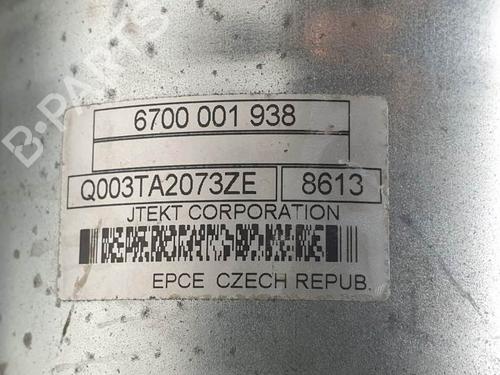 6700 001 938
Q003TA2073ZE 8613
JTEKT CORPORATION
EPCE CZECH REPUB.
B-PARTS